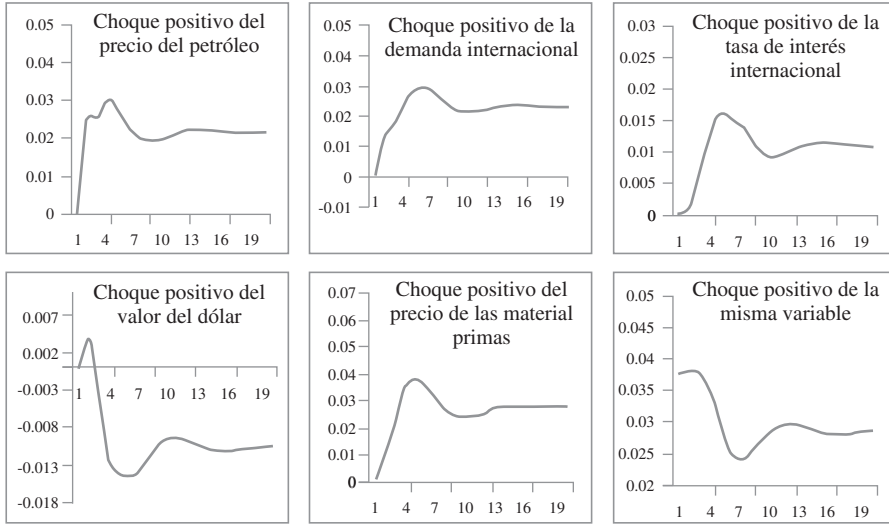 Choque positivo del
precio del petróleo
0.05
0.04
0.03
0.02
0.01
0
1 4 7 10 13 16 19
Choque positivo de la
demanda internacional
0.05
0.04
0.03
0.02
0.01
0
-0.01
1 4 7 10 13 16 19
Choque positivo de la
tasa de interés
internacional
0.03
0.025
0.02
0.015
0.01
0.005
0
1 4 7 10 13 16 19
Choque positivo del
valor del dólar
0.007
0.002
-0.003
-0.008
-0.013
-0.018
1 4 7 10 13 16 19
Choque positivo del
precio de las material
primas
0.07
0.06
0.05
0.04
0.03
0.02
0.01
0
1 4 7 10 13 16 19
Choque positivo de la
misma variable
0.05
0.045
0.04
0.035
0.03
0.025
0.02
1 4 7 10 13 16 19